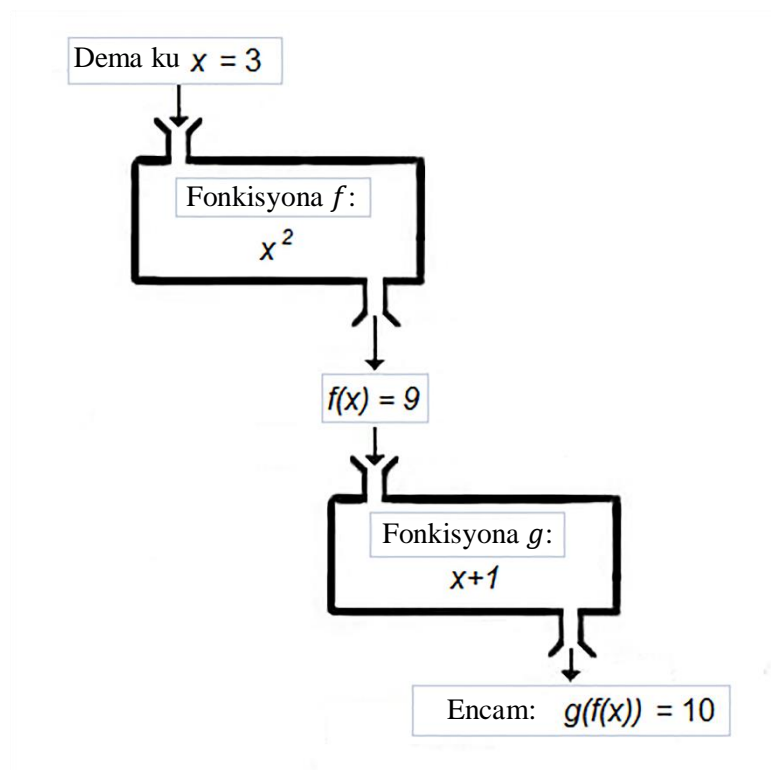 Dema ku x = 3
Fonkisyona f:
x²
f(x) = 9
Fonkisyona g:
x+1
Encam: g(f(x)) = 10